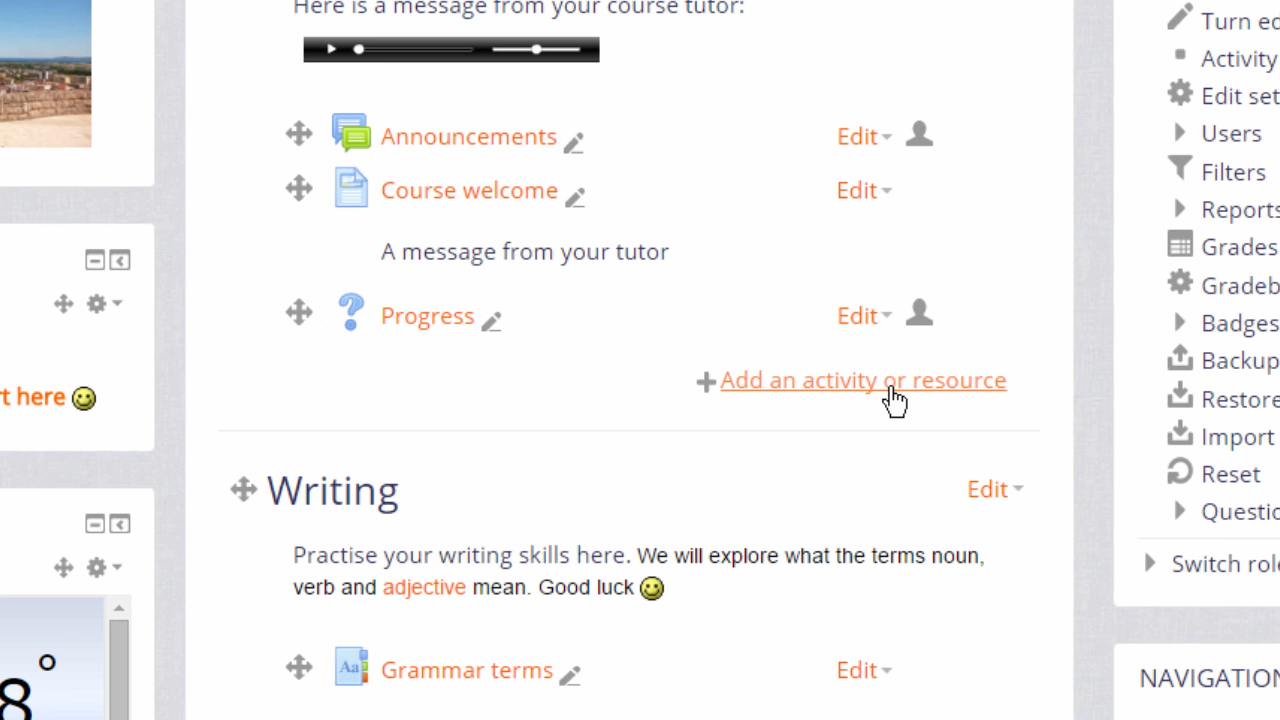 Here is a message from your course tutor:
Announcements Edit
Course welcome Edit
A message from your tutor
Progress Edit
Add an activity or resource
Writing Edit
Practise your writing skills here. We will explore what the terms noun,
verb and adjective mean. Good luck
Grammar terms Edit
rt here
8°
Turn ed
Activity
Edit set
Users
Filters
Reports
Grades
Gradeb
Badges
Backup
Restore
Import
Reset
Questio
Switch role
NAVIGATION